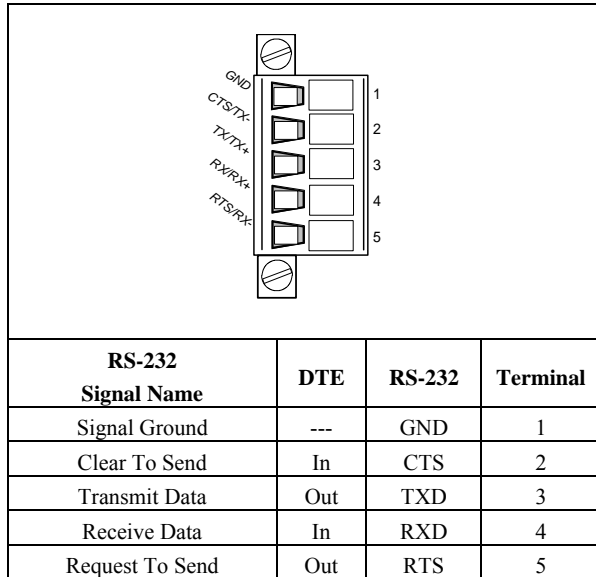 GND
1
CTS/TX-
2
TX/TX+
3
RX/RX+
4
RTS/RX-
5
RS-232
Signal Name
DTE
RS-232
Terminal
Signal Ground --- GND 1
Clear To Send In CTS 2
Transmit Data Out TXD 3
Receive Data In RXD 4
Request To Send Out RTS 5